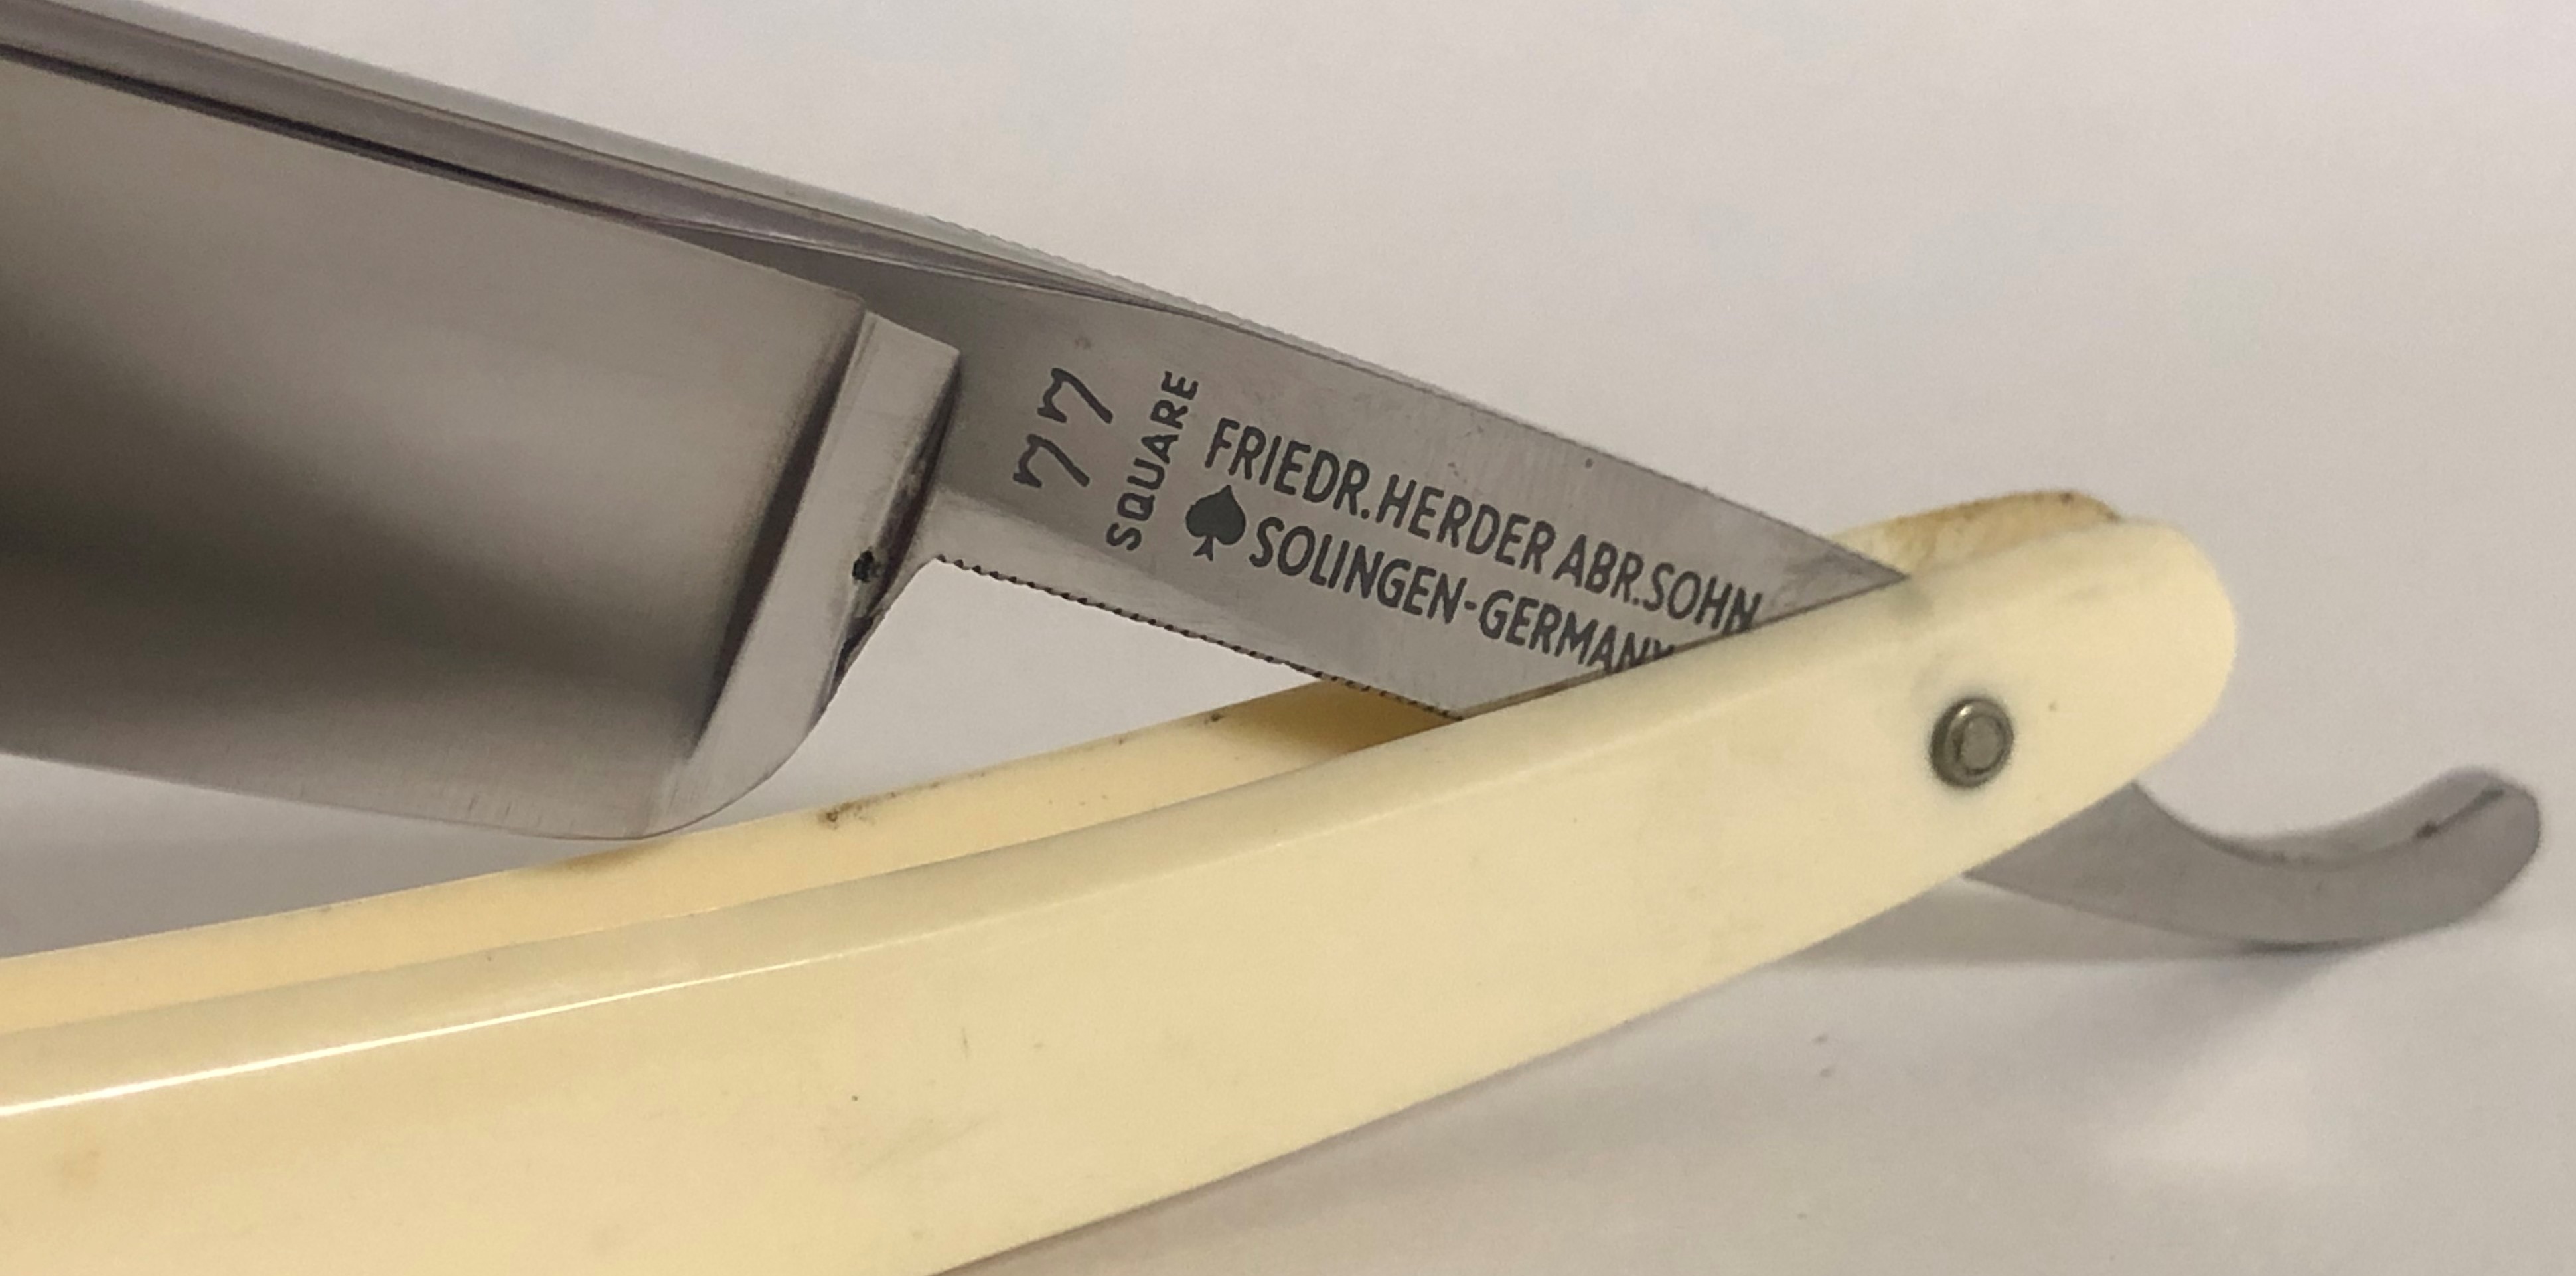 77
SQUARE
FRIEDR.HERDER ABR.SOHN
SOLINGEN-GERMANY